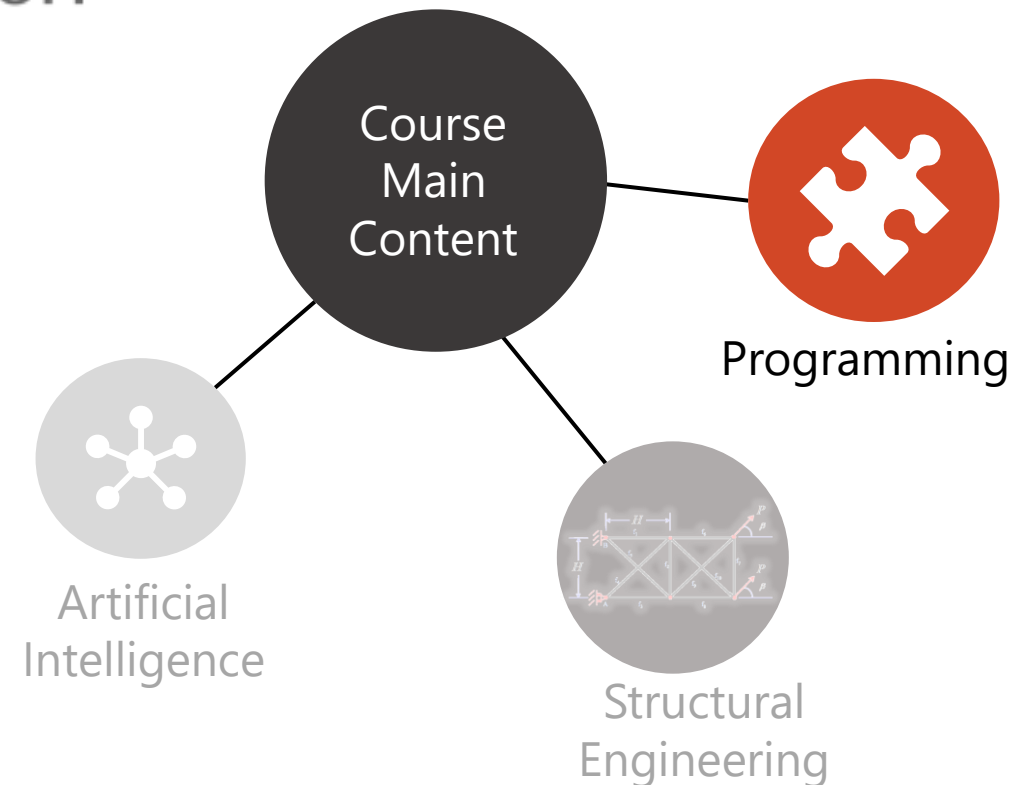 Course
Main
Content
Programming
Artificial
Intelligence
H
H
P
β
P
β
Structural
Engineering